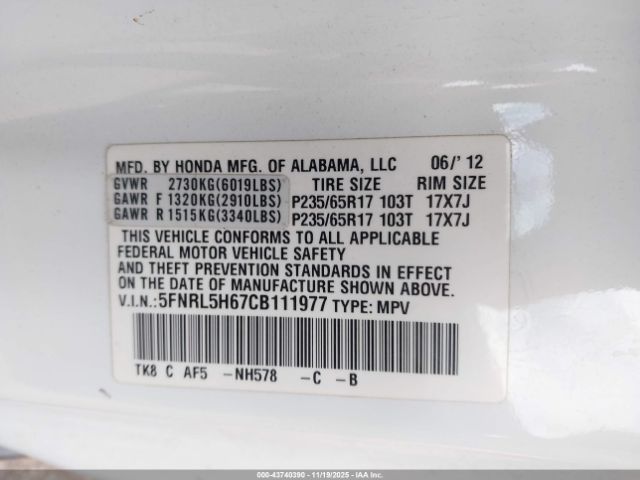 MFD. BY HONDA MFG. OF ALABAMA, LLC 06/' 12
GVWR 2730KG(6019LBS) TIRE SIZE RIM SIZE
GAWR F 1320KG(2910LBS) P235/65R17 103T 17X7J
GAWR R 1515KG(3340LBS) P235/65R17 103T 17X7J
THIS VEHICLE CONFORMS TO ALL APPLICABLE
FEDERAL MOTOR VEHICLE SAFETY
AND THEFT PREVENTION STANDARDS IN EFFECT ON
THE DATE OF MANUFACTURE SHOWN ABOVE.
V.I.N.: 5FNRL5H67CB111977 TYPE: MPV
TK8 C AF5 -NH578 -C -B
000-43740390 - 11/19/2025 - IAAI